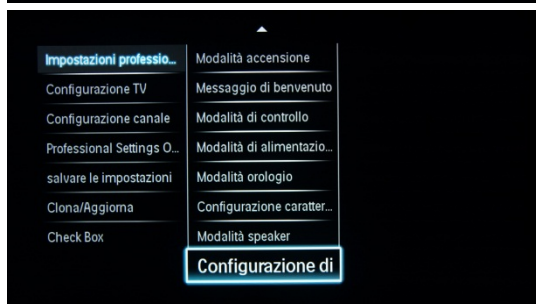 Impostazioni professio...
Configurazione TV
Configurazione canale
Professional Settings O...
salvare le impostazioni
Clona/Aggiorna
Check Box
Modalità accensione
Messaggio di benvenuto
Modalità di controllo
Modalità di alimentazio...
Modalità orologio
Configurazione caratter...
Modalità speaker
Configurazione di